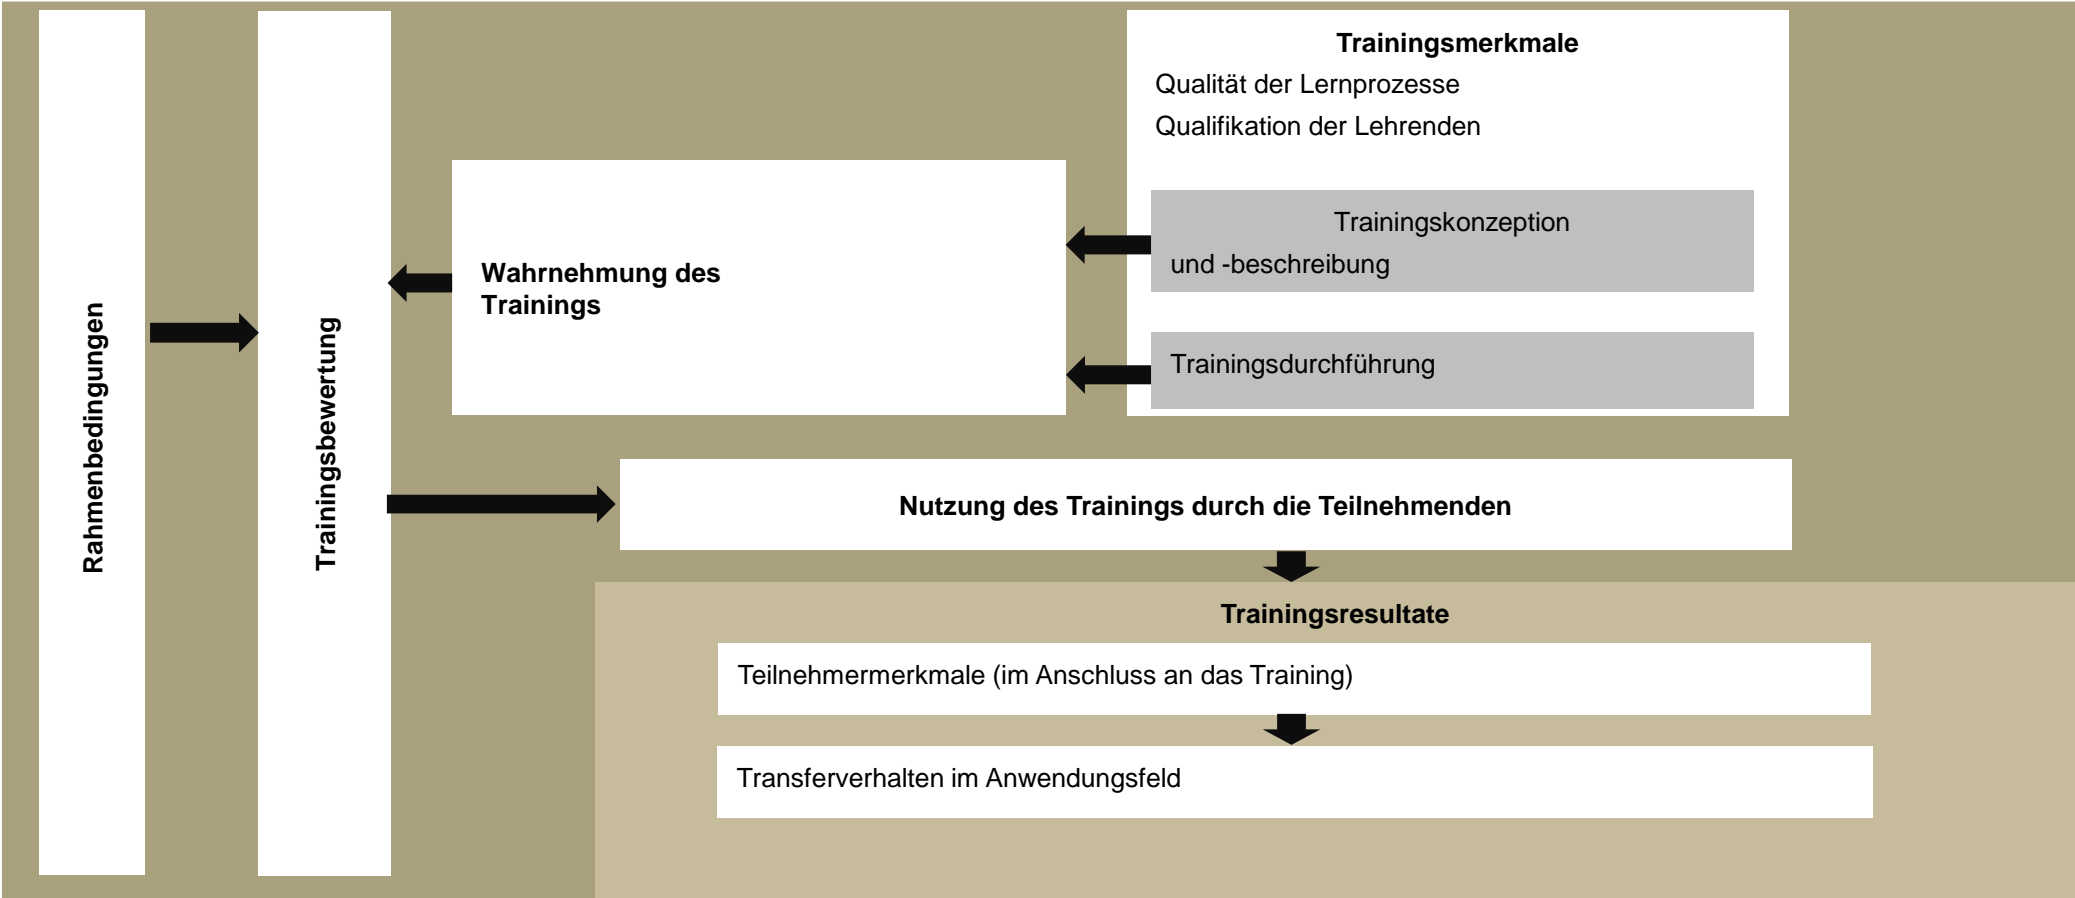 Rahmenbedingungen
Trainingsbewertung
Wahrnehmung des
Trainings
Trainingsmerkmale
Qualität der Lernprozesse
Qualifikation der Lehrenden
Trainingskonzeption
und -beschreibung
Trainingsdurchführung
Nutzung des Trainings durch die Teilnehmenden
Trainingsresultate
Teilnehmermerkmale (im Anschluss an das Training)
Transferverhalten im Anwendungsfeld